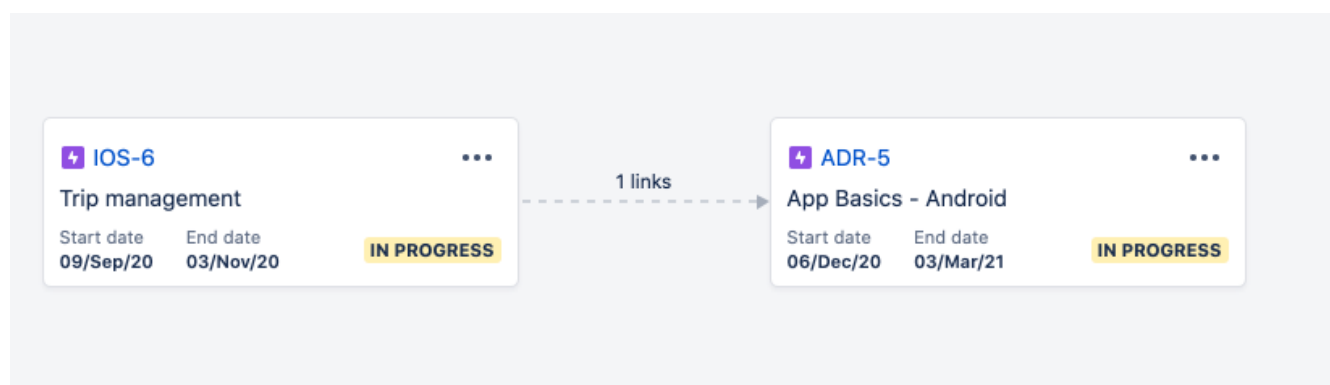 IOS-6
Trip management
Start date End date
09/Sep/20 03/Nov/20
IN PROGRESS
1 links
ADR-5
App Basics - Android
Start date End date
06/Dec/20 03/Mar/21
IN PROGRESS